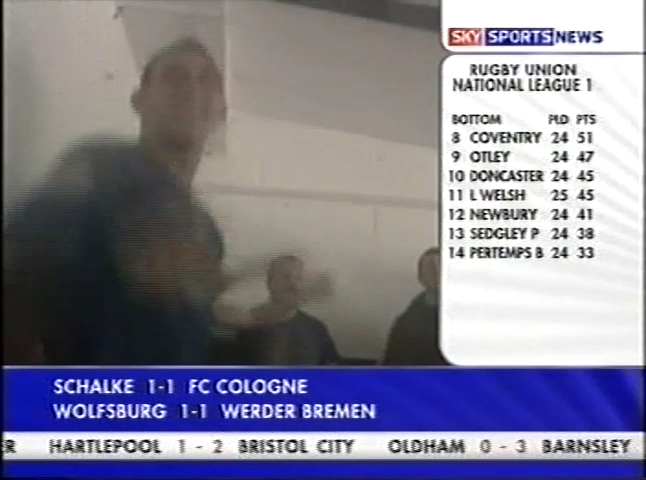 SKY SPORTS NEWS
RUGBY UNION
NATIONAL LEAGUE 1
BOTTOM PLD PTS
8 COVENTRY 24 51
9 OTLEY 24 47
10 DONCASTER 24 45
11 L WELSH 25 45
12 NEWBURY 24 41
13 SEDGLEY P 24 38
14 PERTEMPS B 24 33
SCHALKE 1-1 FC COLOGNE
WOLFSBURG 1-1 WERDER BREMEN
R HARTLEPOOL 1 - 2 BRISTOL CITY OLDHAM 0 - 3 BARNSLEY